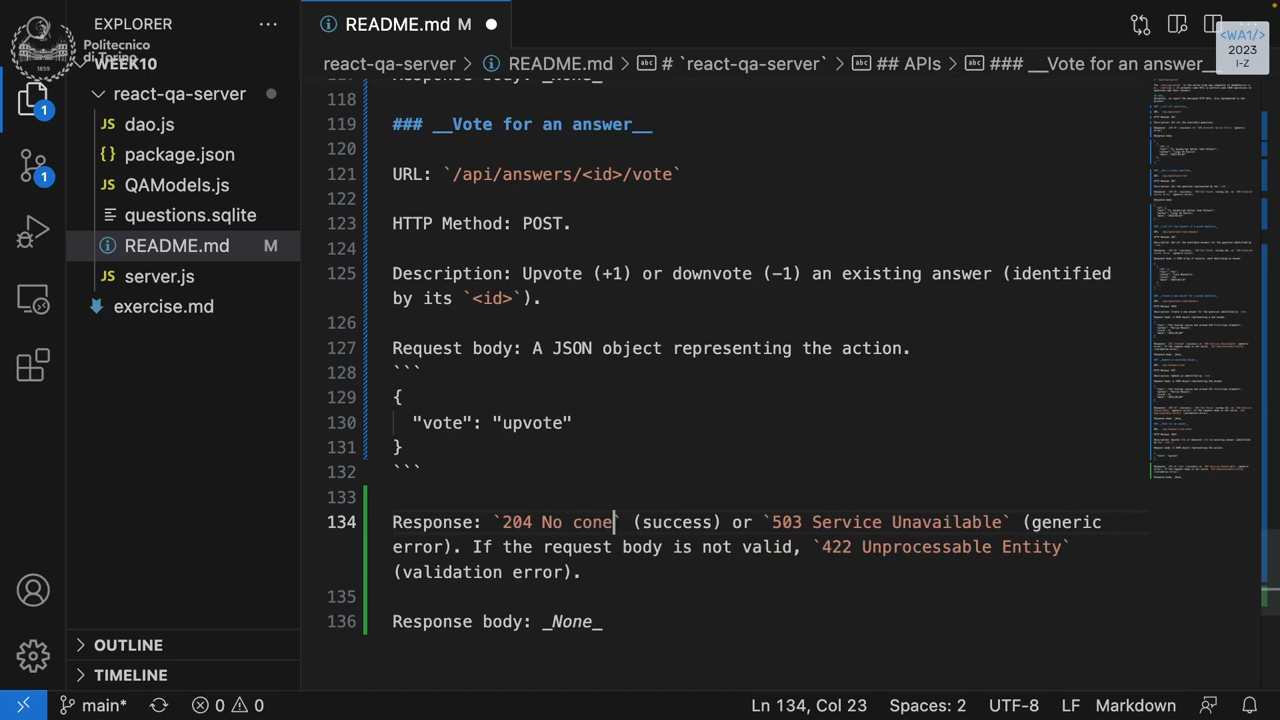 EXPLORER
Politecnico
di Torino
1859
WEEK10
react-qa-server
dao.js
package.json
QAModels.js
questions.sqlite
README.md M
server.js
exercise.md
OUTLINE
TIMELINE
1
1
README.md M
<WA1/>
2023
I-Z
react-qa-server > README.md > # `react-qa-server` > ## APIs > ### __Vote for an answer__
Response body: _None_
118
119 ### __Vote for an answer__
120
121 URL: `/api/answers/<id>/vote`
122
123 HTTP Method: POST.
124
125 Description: Upvote (+1) or downvote (-1) an existing answer (identified
by its `<id>`).
126
127 Request body: A JSON object representing the action.
128 ```
129 {
130 "vote": "upvote"
131 }
132 ```
133
134 Response: `204 No cone` (success) or `503 Service Unavailable` (generic
error). If the request body is not valid, `422 Unprocessable Entity`
(validation error).
135
136 Response body: _None_
main* 0 0 Ln 134, Col 23 Spaces: 2 UTF-8 LF Markdown